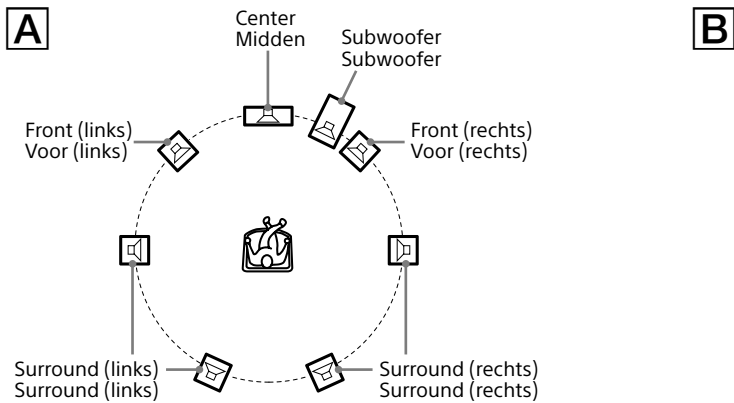 A
B
Center
Midden
Subwoofer
Subwoofer
Front (links)
Voor (links)
Front (rechts)
Voor (rechts)
Surround (links)
Surround (links)
Surround (rechts)
Surround (rechts)